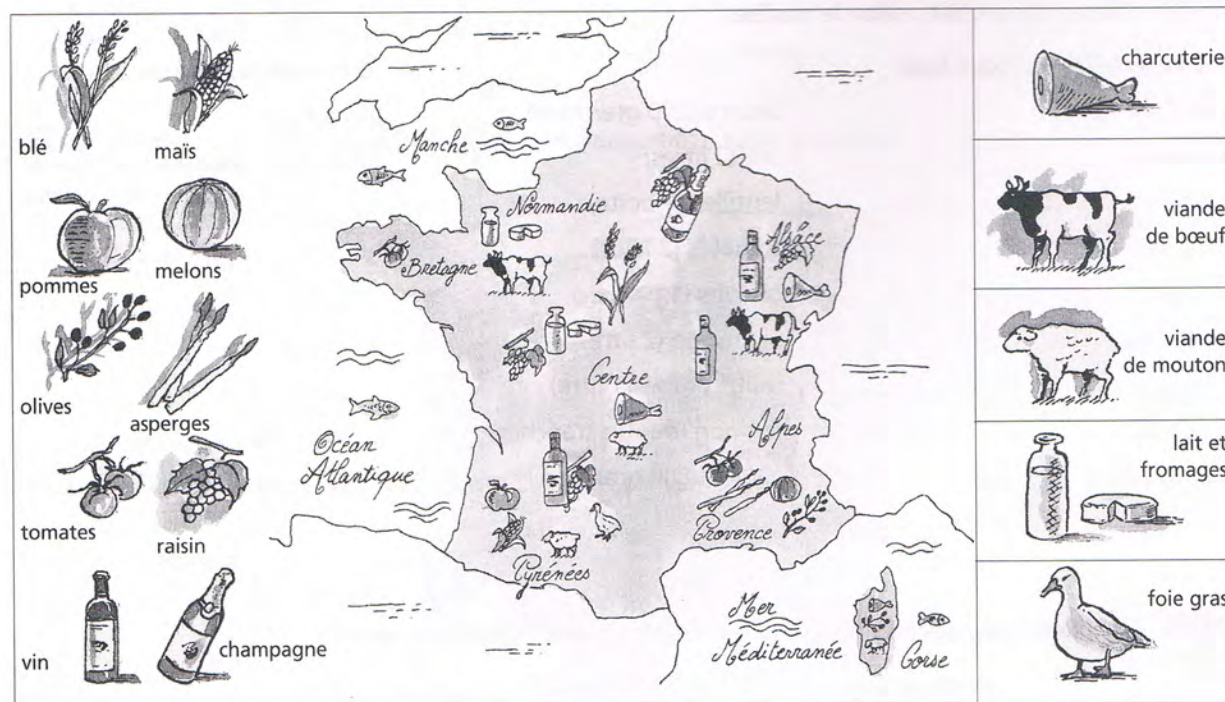 blé
maïs
pommes
melons
olives
asperges
tomates
raisin
vin
champagne
Manche
Normandie
Bretagne
Alsace
Centre
Océan
Atlantique
Alpes
Provence
Pyrénées
Mer
Méditerranée
Corse
charcuterie
viande
de bœuf
viande
de mouton
lait et
fromages
foie gras